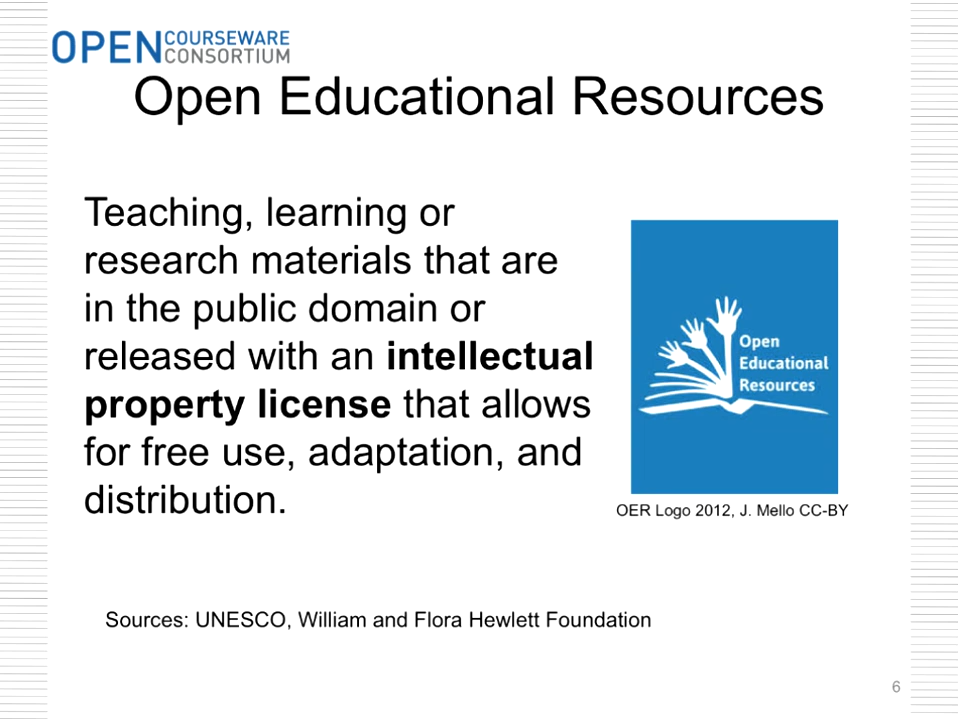 OPEN COURSEWARE CONSORTIUM
Open Educational Resources
Teaching, learning or
research materials that are
in the public domain or
released with an intellectual
property license that allows
for free use, adaptation, and
distribution.
Open
Educational
Resources
OER Logo 2012, J. Mello CC-BY
Sources: UNESCO, William and Flora Hewlett Foundation
6